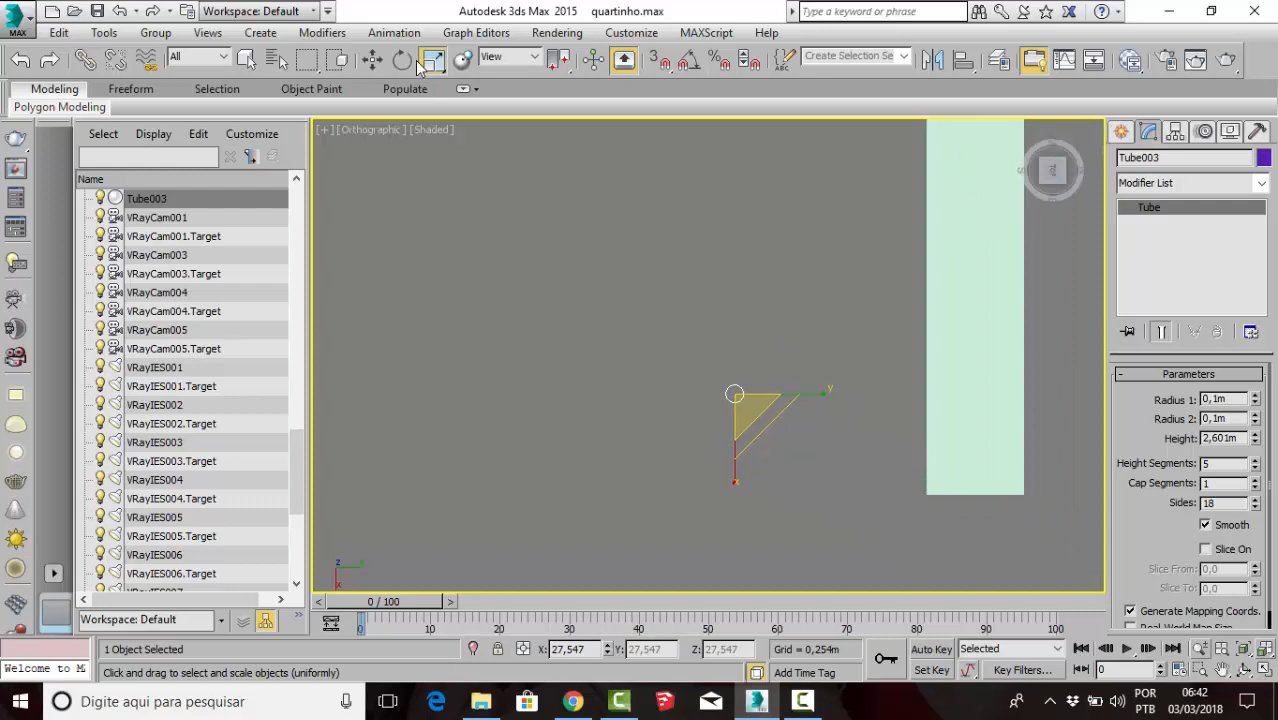 Workspace: Default
Autodesk 3ds Max 2015 quartinho.max
Type a keyword or phrase
MAX
Edit Tools Group Views Create Modifiers Animation Graph Editors Rendering Customize MAXScript Help
All View 3 Create Selection Se
Modeling Freeform Selection Object Paint Populate
Polygon Modeling
Select Display Edit Customize
[+][Orthographic][Shaded]
Name
Tube003
VRayCam001
VRayCam001.Target
VRayCam003
VRayCam003.Target
VRayCam004
VRayCam004.Target
VRayCam005
VRayCam005.Target
VRayIES001
VRayIES001.Target
VRayIES002
VRayIES002.Target
VRayIES003
VRayIES003.Target
VRayIES004
VRayIES004.Target
VRayIES005
VRayIES005.Target
VRayIES006
VRayIES006.Target
Workspace: Default
y
x
z
x
Tube003
Modifier List
Tube
Parameters
Radius 1: 0,1m
Radius 2: 0,1m
Height: 2,601m
Height Segments: 5
Cap Segments: 1
Sides: 18
Smooth
Slice On
Slice From: 0,0
Slice To: 0,0
Generate Mapping Coords.
Real-World Map Size
0 / 100
0 10 20 30 40 50 60 70 80 90 100
1 Object Selected X: 27,547 Y: 27,547 Z: 27,547 Grid = 0,254m Auto Key Selected
Welcome to M
Click and drag to select and scale objects (uniformly) Add Time Tag Set Key Key Filters... 0
Digite aqui para pesquisar
POR
PTB
06:42
03/03/2018